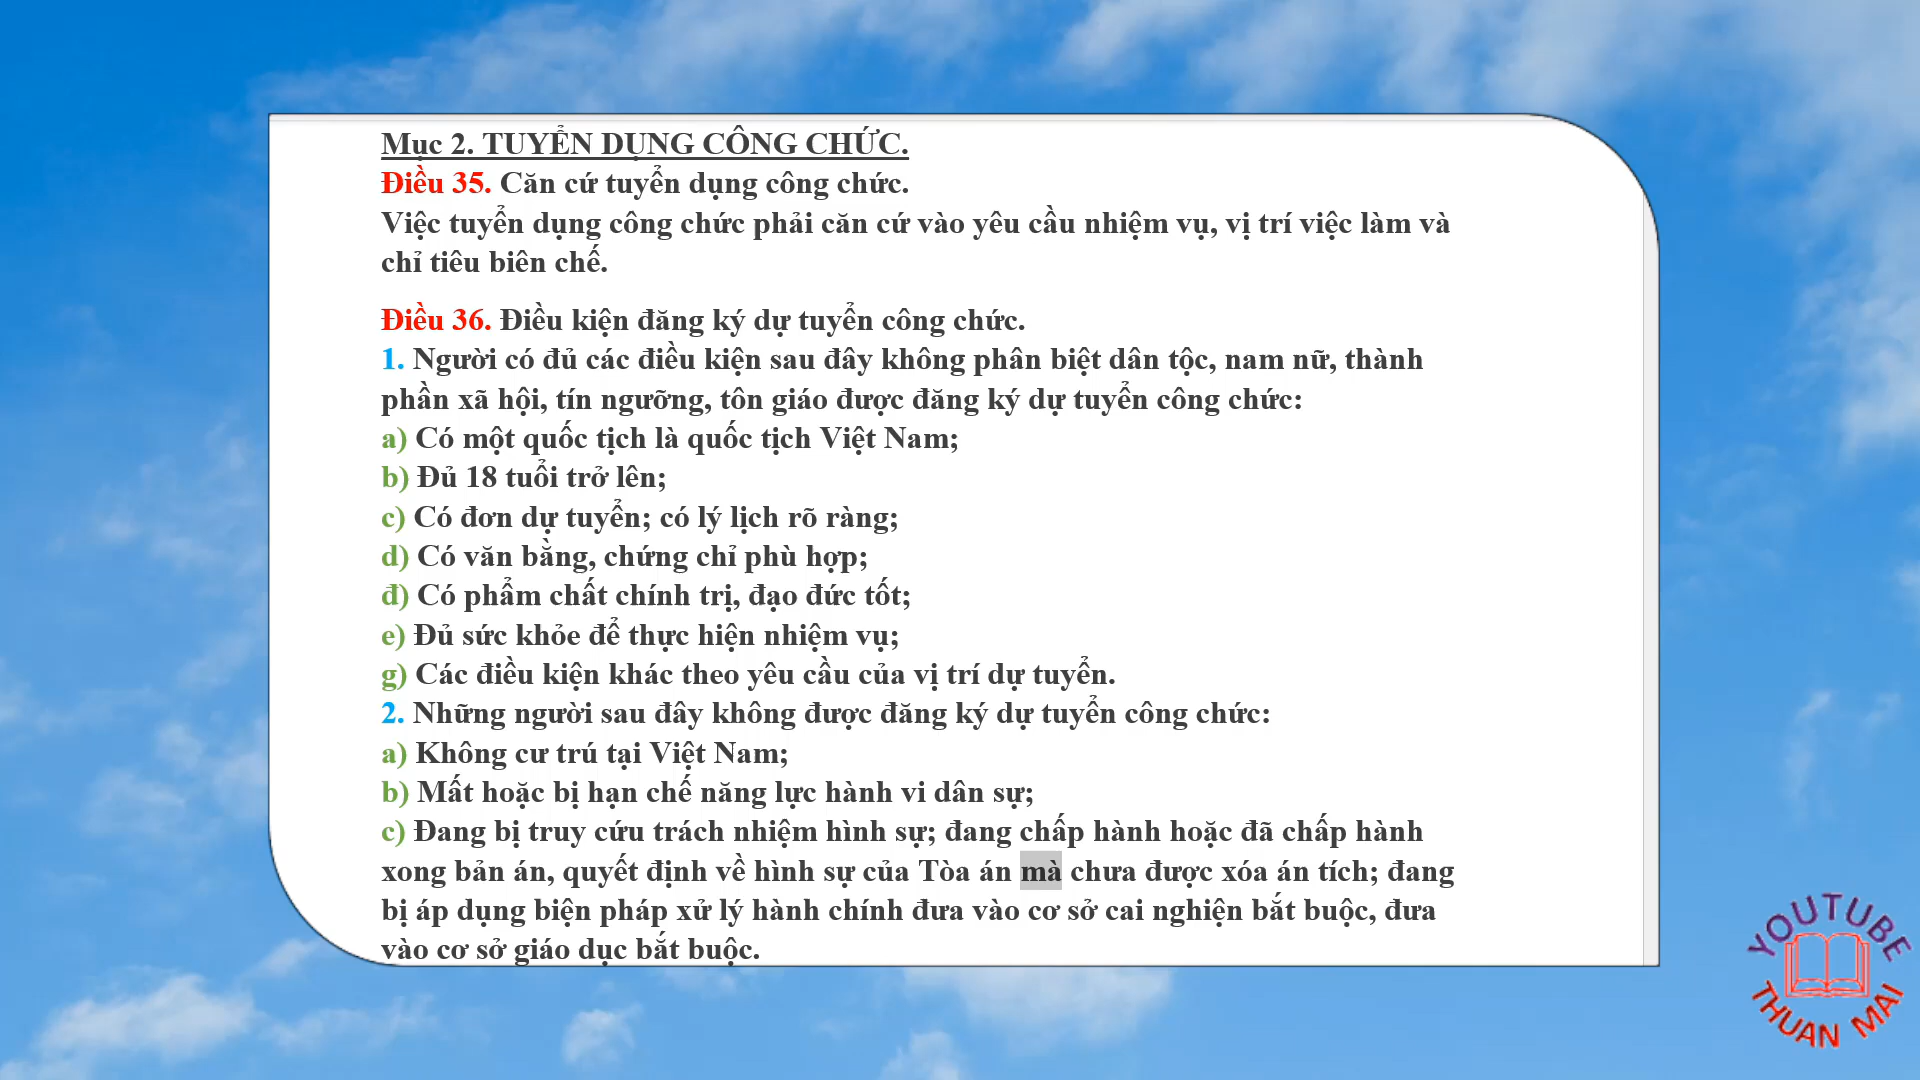 Mục 2. TUYỂN DỤNG CÔNG CHỨC.
Điều 35. Căn cứ tuyển dụng công chức.
Việc tuyển dụng công chức phải căn cứ vào yêu cầu nhiệm vụ, vị trí việc làm và
chỉ tiêu biên chế.
Điều 36. Điều kiện đăng ký dự tuyển công chức.
1. Người có đủ các điều kiện sau đây không phân biệt dân tộc, nam nữ, thành
phần xã hội, tín ngưỡng, tôn giáo được đăng ký dự tuyển công chức:
a) Có một quốc tịch là quốc tịch Việt Nam;
b) Đủ 18 tuổi trở lên;
c) Có đơn dự tuyển; có lý lịch rõ ràng;
d) Có văn bằng, chứng chỉ phù hợp;
đ) Có phẩm chất chính trị, đạo đức tốt;
e) Đủ sức khỏe để thực hiện nhiệm vụ;
g) Các điều kiện khác theo yêu cầu của vị trí dự tuyển.
2. Những người sau đây không được đăng ký dự tuyển công chức:
a) Không cư trú tại Việt Nam;
b) Mất hoặc bị hạn chế năng lực hành vi dân sự;
c) Đang bị truy cứu trách nhiệm hình sự; đang chấp hành hoặc đã chấp hành
xong bản án, quyết định về hình sự của Tòa án mà chưa được xóa án tích; đang
bị áp dụng biện pháp xử lý hành chính đưa vào cơ sở cai nghiện bắt buộc, đưa
vào cơ sở giáo dục bắt buộc.
YOUTUBE
THUAN MAI